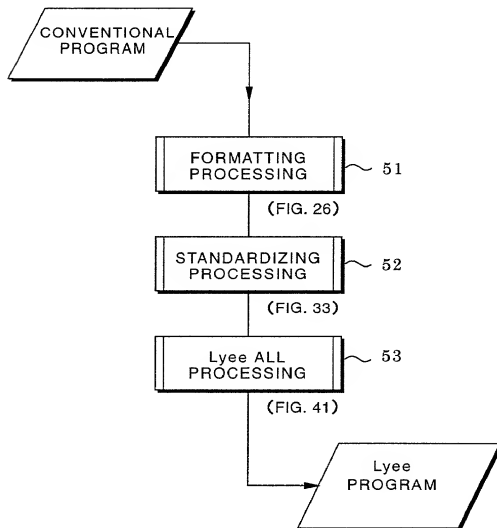 CONVENTIONAL
PROGRAM
FORMATTING
PROCESSING
51
(FIG. 26)
STANDARDIZING
PROCESSING
52
(FIG. 33)
Lyee ALL
PROCESSING
53
(FIG. 41)
Lyee
PROGRAM